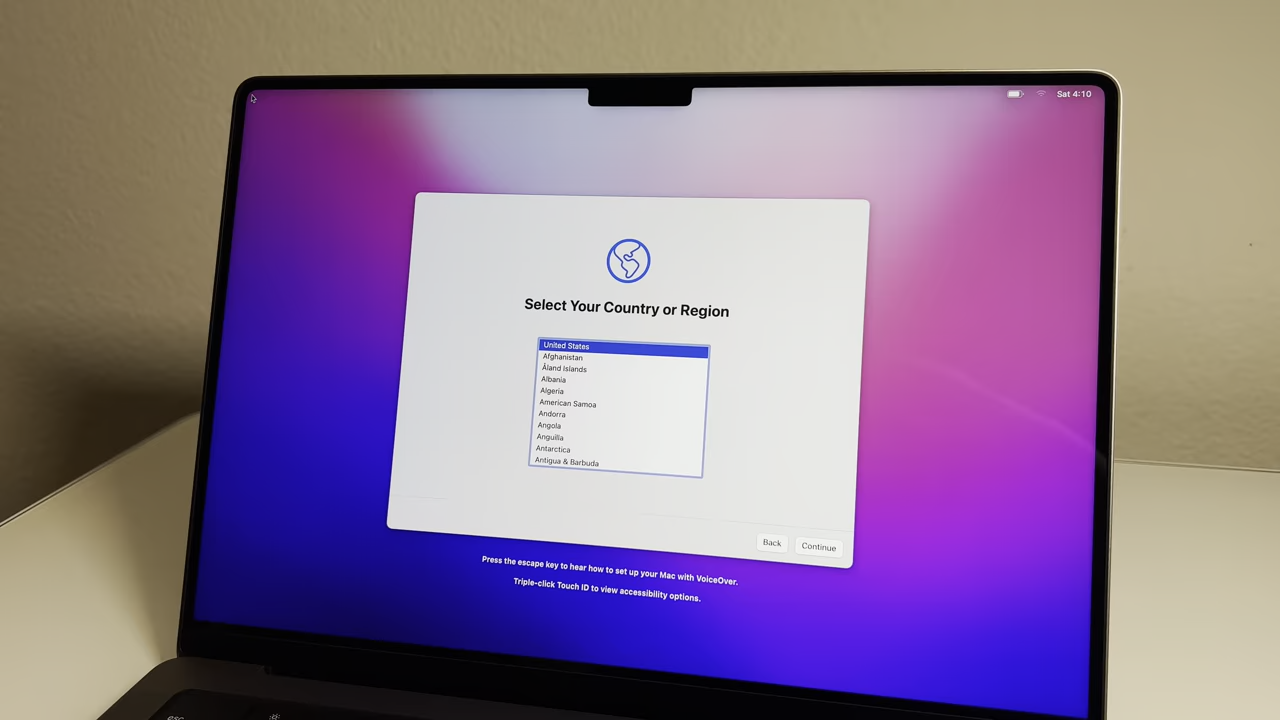 Sat 4:10
Select Your Country or Region
United States
Afghanistan
Åland Islands
Albania
Algeria
American Samoa
Andorra
Angola
Anguilla
Antarctica
Antigua & Barbuda
Back
Continue
Press the escape key to hear how to set up your Mac with VoiceOver.
Triple-click Touch ID to view accessibility options.
esc